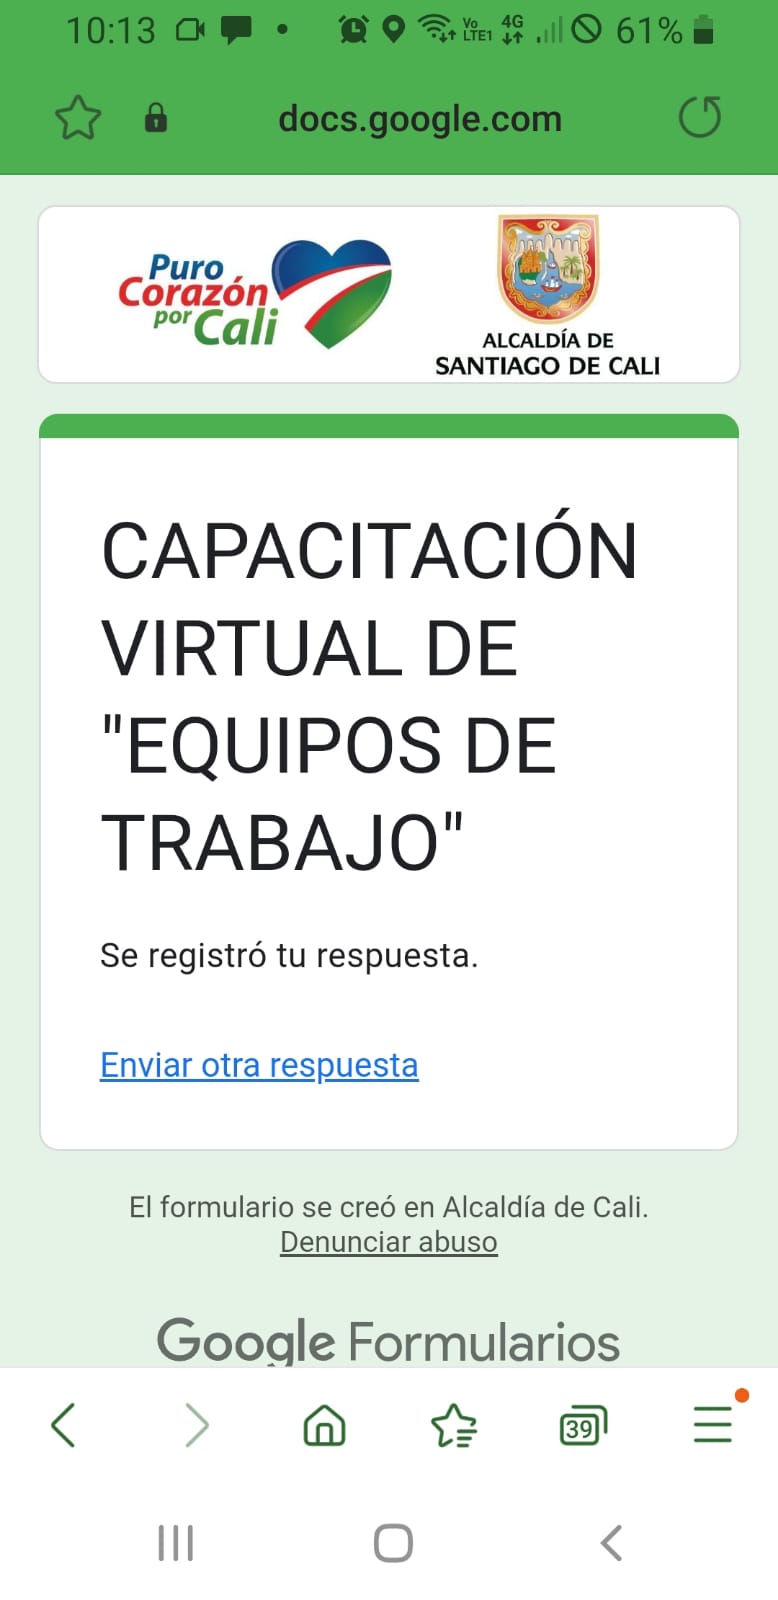 10:13
Vo
LTE1
4G
61%
docs.google.com
Puro
Corazón
por Cali
ALCALDÍA DE
SANTIAGO DE CALI
CAPACITACIÓN
VIRTUAL DE
"EQUIPOS DE
TRABAJO"
Se registró tu respuesta.
Enviar otra respuesta
El formulario se creó en Alcaldía de Cali.
Denunciar abuso
Google Formularios
39